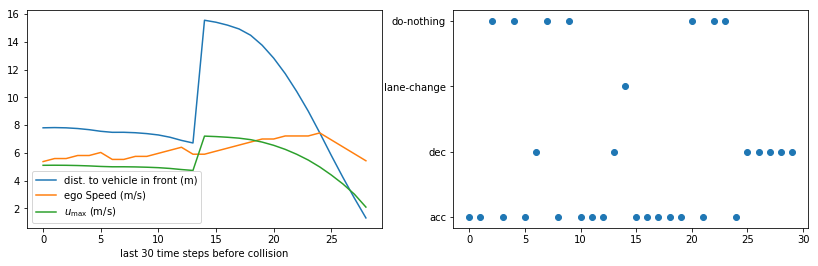 16
14
12
10
8
6
4
2
dist. to vehicle in front (m)
ego Speed (m/s)
u_max (m/s)
0
5
10
15
20
25
last 30 time steps before collision
do-nothing
lane-change
dec
acc
0
5
10
15
20
25
30